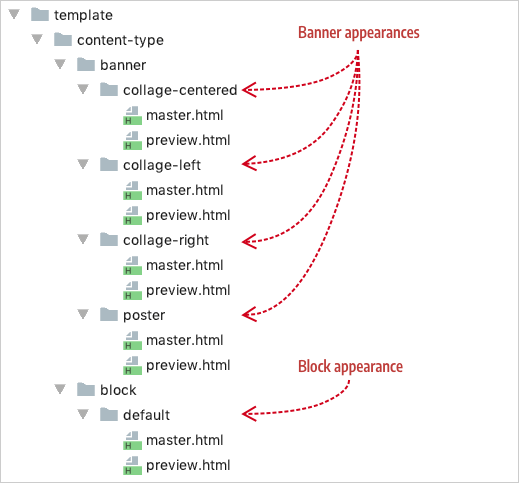 template
content-type
Banner appearances
banner
collage-centered
H master.html
H preview.html
collage-left
H master.html
H preview.html
collage-right
H master.html
H preview.html
poster
H master.html
H preview.html
Block appearance
block
default
H master.html
H preview.html